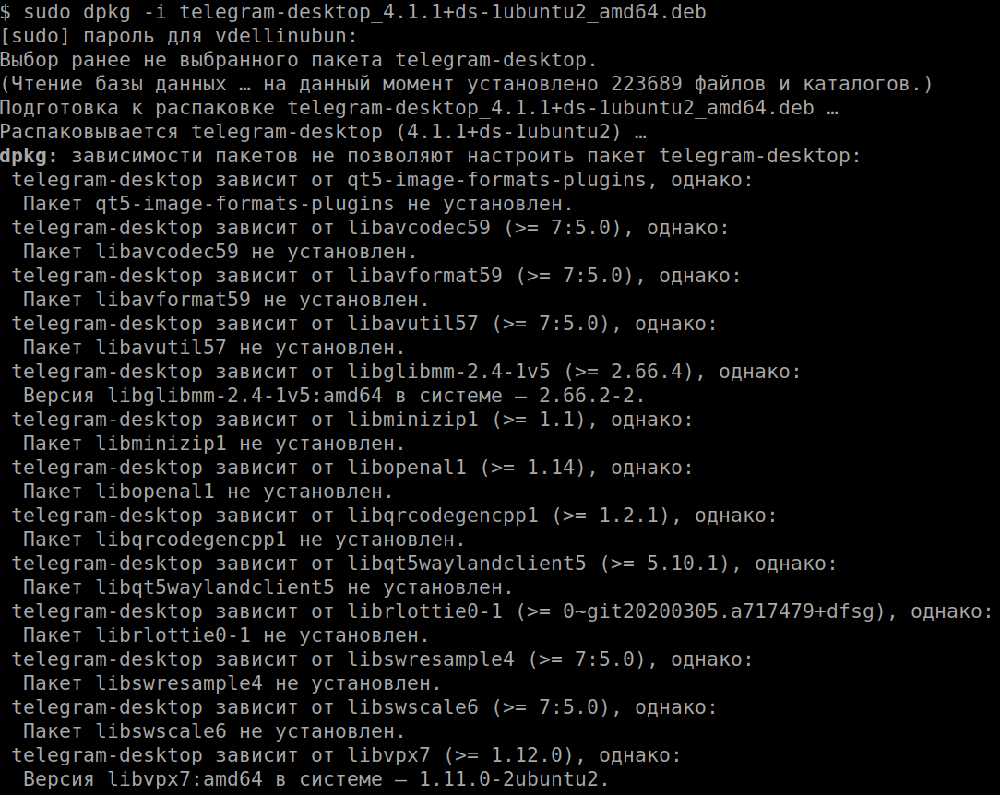 $ sudo dpkg -i telegram-desktop_4.1.1+ds-1ubuntu2_amd64.deb
[sudo] пароль для vdellinubun:
Выбор ранее не выбранного пакета telegram-desktop.
(Чтение базы данных … на данный момент установлено 223689 файлов и каталогов.)
Подготовка к распаковке telegram-desktop_4.1.1+ds-1ubuntu2_amd64.deb …
Распаковывается telegram-desktop (4.1.1+ds-1ubuntu2) …
dpkg: зависимости пакетов не позволяют настроить пакет telegram-desktop:
 telegram-desktop зависит от qt5-image-formats-plugins, однако:
  Пакет qt5-image-formats-plugins не установлен.
 telegram-desktop зависит от libavcodec59 (>= 7:5.0), однако:
  Пакет libavcodec59 не установлен.
 telegram-desktop зависит от libavformat59 (>= 7:5.0), однако:
  Пакет libavformat59 не установлен.
 telegram-desktop зависит от libavutil57 (>= 7:5.0), однако:
  Пакет libavutil57 не установлен.
 telegram-desktop зависит от libglibmm-2.4-1v5 (>= 2.66.4), однако:
  Версия libglibmm-2.4-1v5:amd64 в системе — 2.66.2-2.
 telegram-desktop зависит от libminizip1 (>= 1.1), однако:
  Пакет libminizip1 не установлен.
 telegram-desktop зависит от libopenal1 (>= 1.14), однако:
  Пакет libopenal1 не установлен.
 telegram-desktop зависит от libqrcodegencpp1 (>= 1.2.1), однако:
  Пакет libqrcodegencpp1 не установлен.
 telegram-desktop зависит от libqt5waylandclient5 (>= 5.10.1), однако:
  Пакет libqt5waylandclient5 не установлен.
 telegram-desktop зависит от librlottie0-1 (>= 0~git20200305.a717479+dfsg), однако:
  Пакет librlottie0-1 не установлен.
 telegram-desktop зависит от libswresample4 (>= 7:5.0), однако:
  Пакет libswresample4 не установлен.
 telegram-desktop зависит от libswscale6 (>= 7:5.0), однако:
  Пакет libswscale6 не установлен.
 telegram-desktop зависит от libvpx7 (>= 1.12.0), однако:
  Версия libvpx7:amd64 в системе — 1.11.0-2ubuntu2.